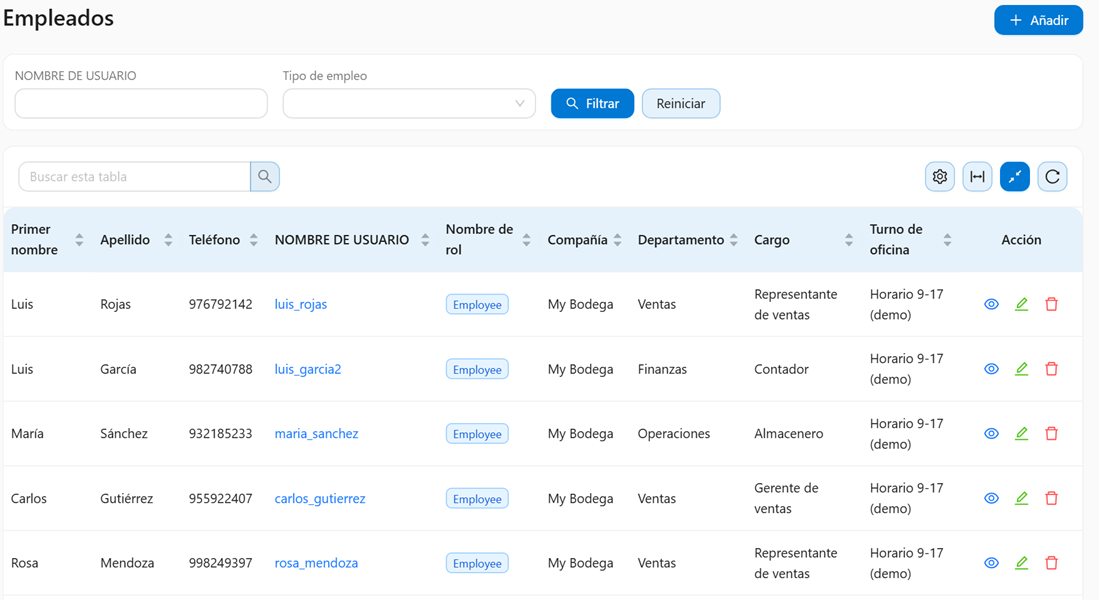 Empleados
Añadir
NOMBRE DE USUARIO
Tipo de empleo
Filtrar
Reiniciar
Buscar esta tabla
Primer nombre Apellido Teléfono NOMBRE DE USUARIO Nombre de rol Compañía Departamento Cargo Turno de oficina Acción
Luis Rojas 976792142 luis_rojas Employee My Bodega Ventas Representante de ventas Horario 9-17 (demo)
Luis García 982740788 luis_garcia2 Employee My Bodega Finanzas Contador Horario 9-17 (demo)
María Sánchez 932185233 maria_sanchez Employee My Bodega Operaciones Almacenero Horario 9-17 (demo)
Carlos Gutiérrez 955922407 carlos_gutierrez Employee My Bodega Ventas Gerente de ventas Horario 9-17 (demo)
Rosa Mendoza 998249397 rosa_mendoza Employee My Bodega Ventas Representante de ventas Horario 9-17 (demo)